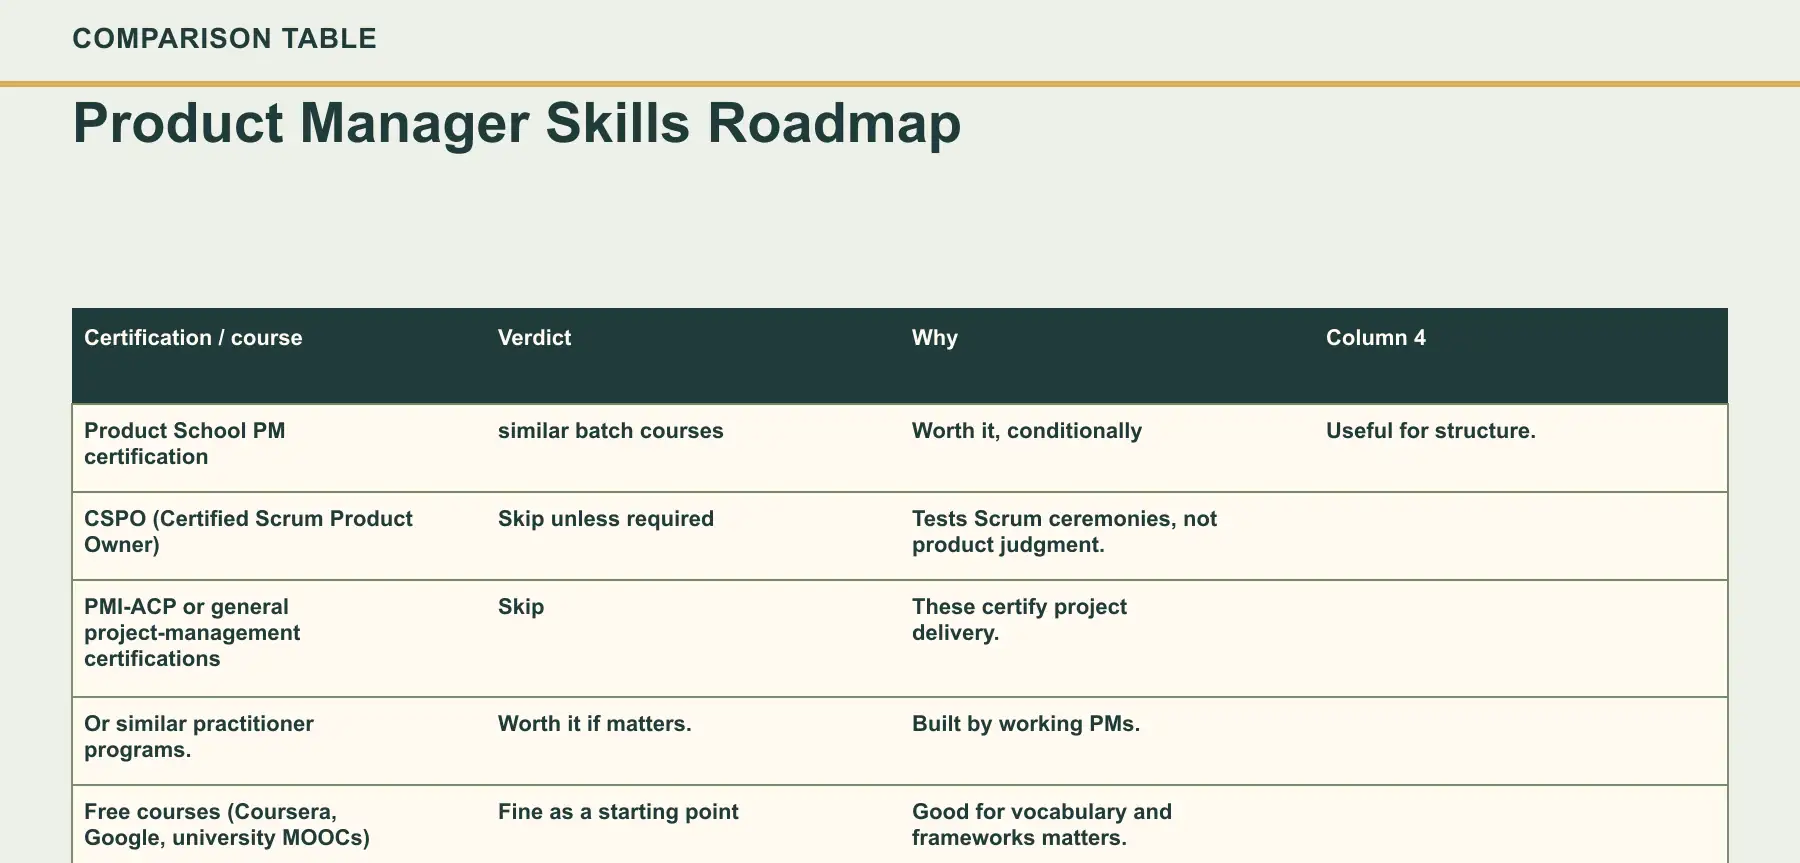 COMPARISON TABLE
Product Manager Skills Roadmap
Certification / course
Verdict
Why
Column 4
Product School PM
certification
similar batch courses
Worth it, conditionally
Useful for structure.
CSPO (Certified Scrum Product
Owner)
Skip unless required
Tests Scrum ceremonies, not
product judgment.
PMI-ACP or general
project-management
certifications
Skip
These certify project
delivery.
Or similar practitioner
programs.
Worth it if matters.
Built by working PMs.
Free courses (Coursera,
Google, university MOOCs)
Fine as a starting point
Good for vocabulary and
frameworks matters.